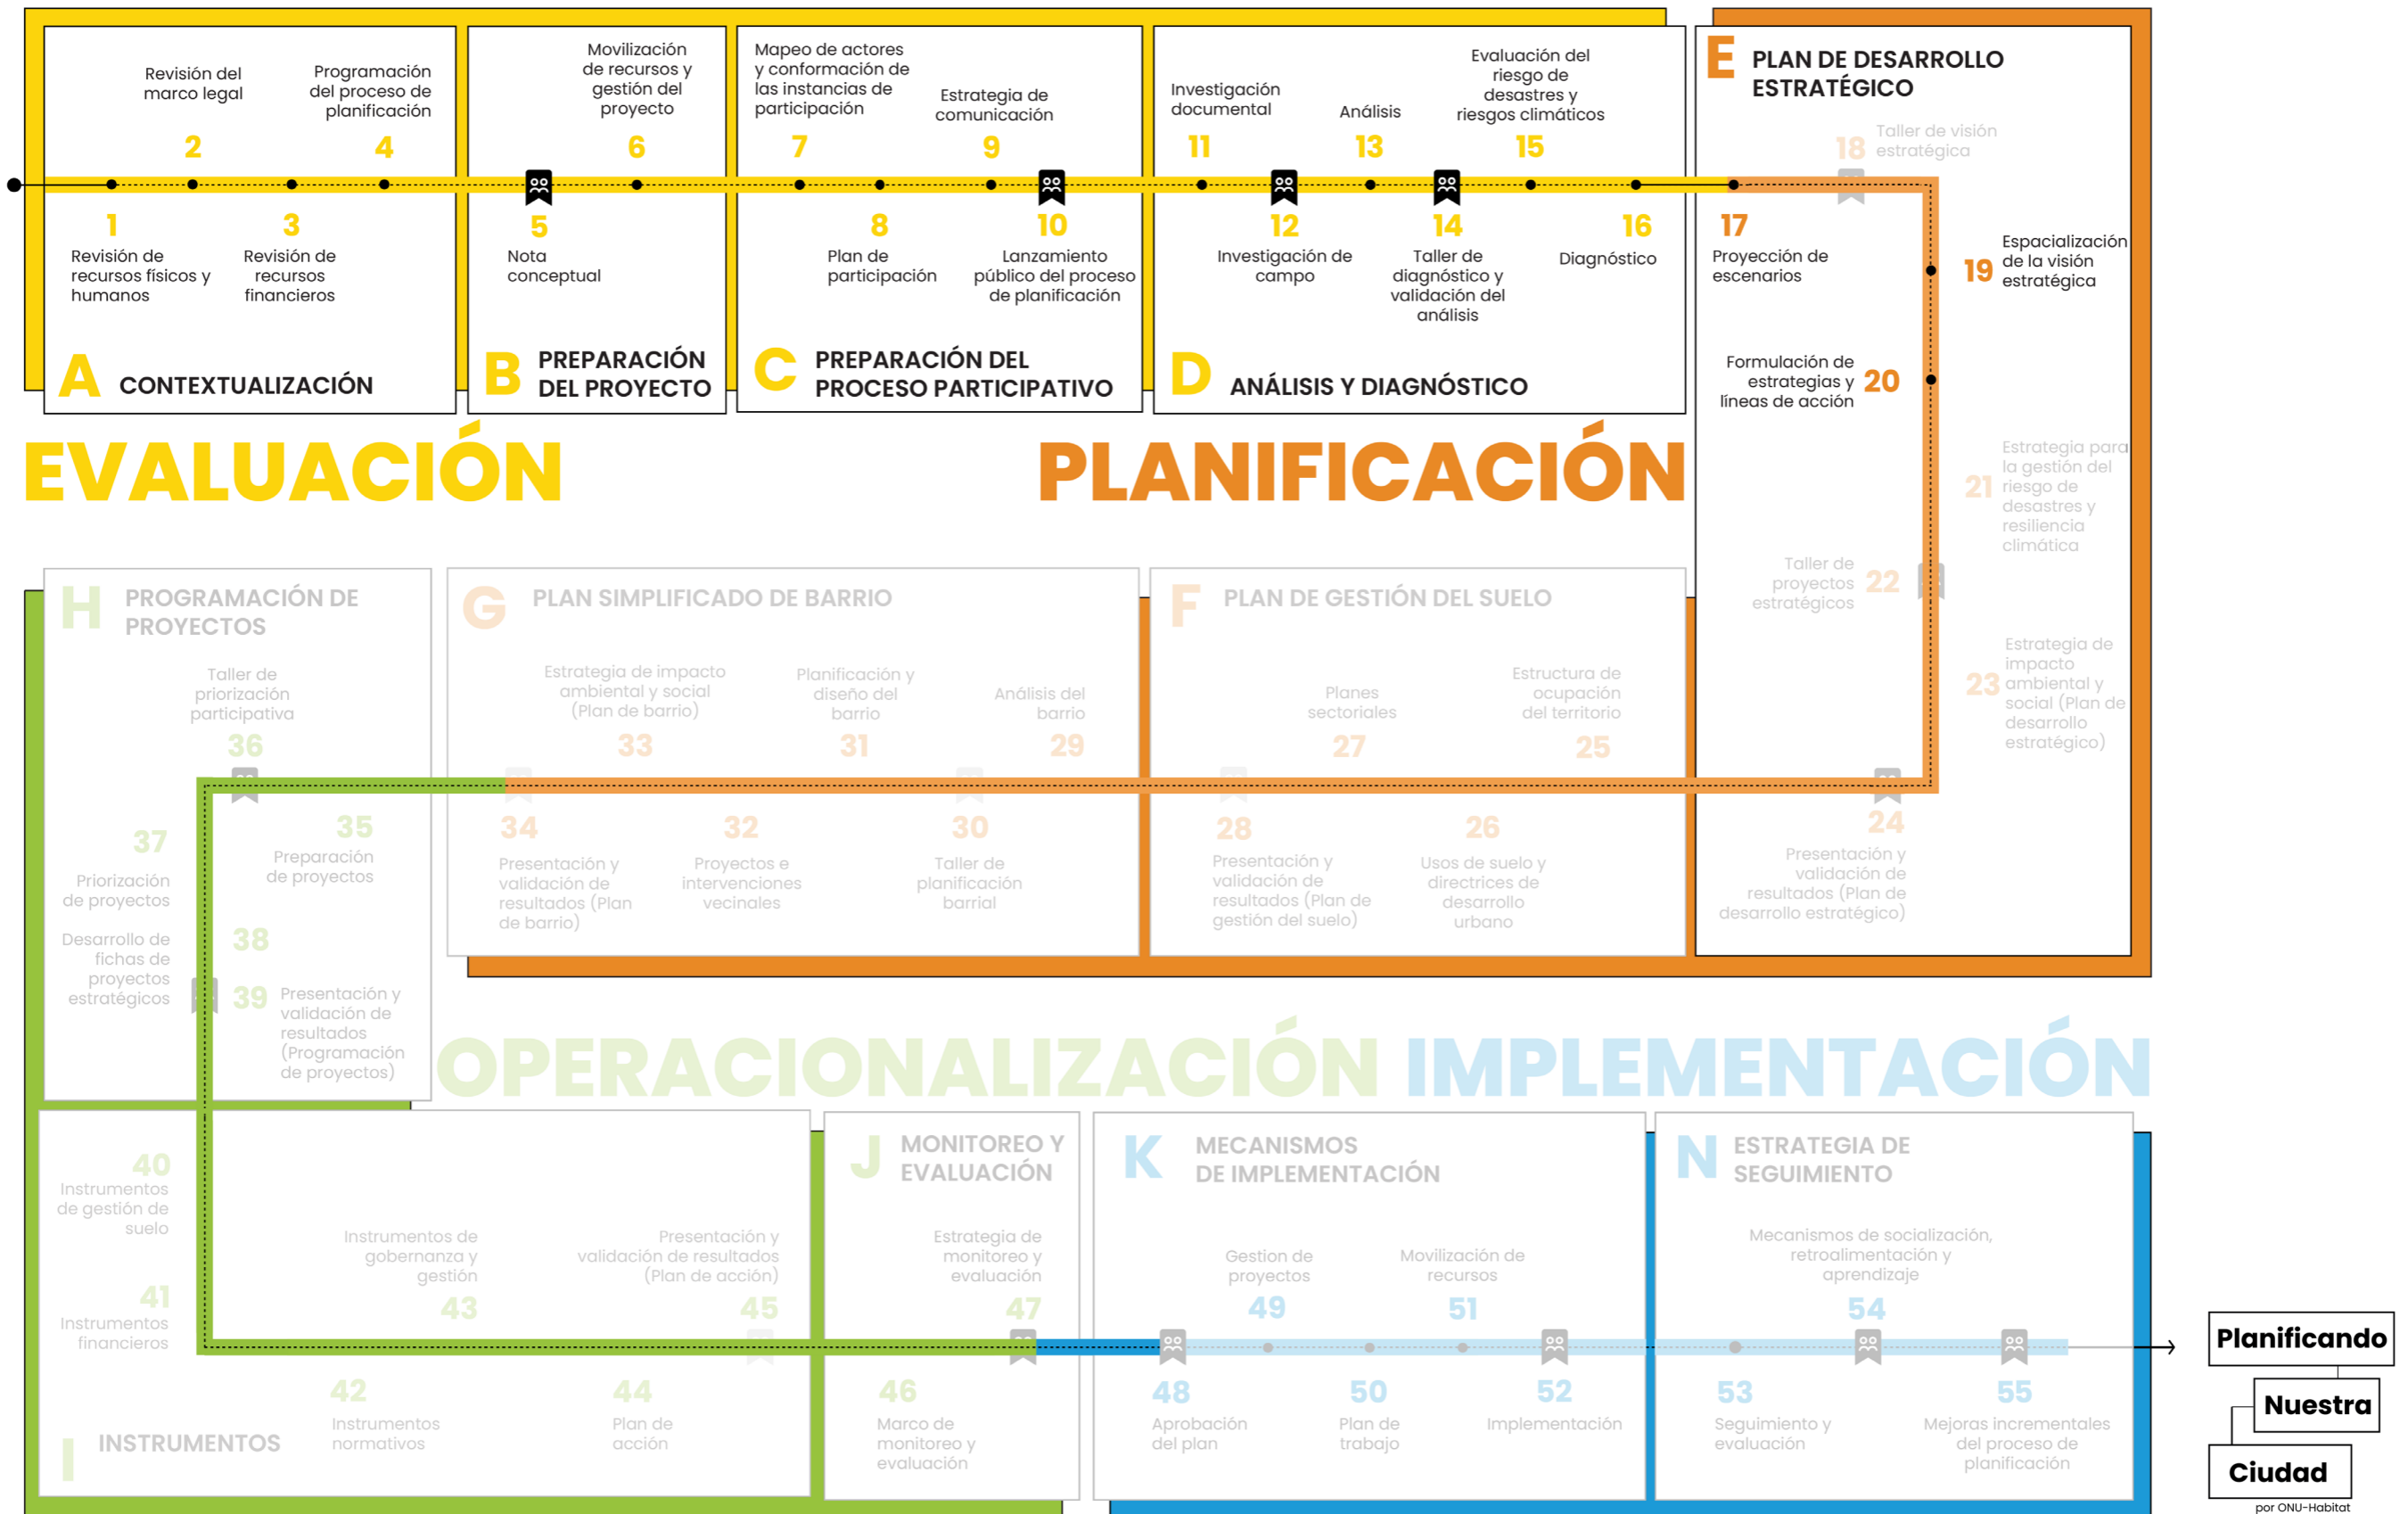 Revisión del
marco legal
2
Programación
del proceso de
planificación
4
1
Revisión de
recursos físicos y
humanos
3
Revisión de
recursos
financieros
A
CONTEXTUALIZACIÓN
Movilización
de recursos y
gestión del
proyecto
6
5
Nota
conceptual
B
PREPARACIÓN
DEL PROYECTO
Mapeo de actores
y conformación de
las instancias de
participación
7
Estrategia de
comunicación
9
8
Plan de
participación
10
Lanzamiento
público del proceso
de planificación
C
PREPARACIÓN DEL
PROCESO PARTICIPATIVO
Investigación
documental
11
Análisis
13
Evaluación del
riesgo de
desastres y
riesgos climáticos
15
12
Investigación de
campo
14
Taller de
diagnóstico y
validación del
análisis
16
Diagnóstico
D
ANÁLISIS Y DIAGNÓSTICO
E
PLAN DE DESARROLLO
ESTRATÉGICO
18
Taller de visión
estratégica
17
Proyección de
escenarios
19
Espacialización
de la visión
estratégica
Formulación de
estrategias y
líneas de acción
20
21
Estrategia para
la gestión del
riesgo de
desastres y
resiliencia
climática
Taller de
proyectos
estratégicos
22
23
Estrategia de
impacto
ambiental y
social (Plan de
desarrollo
estratégico)
24
Presentación y
validación de
resultados (Plan de
desarrollo estratégico)
EVALUACIÓN
PLANIFICACIÓN
F
PLAN DE GESTIÓN DEL SUELO
Planes
sectoriales
27
Estructura de
ocupación
del territorio
25
28
Presentación y
validación de
resultados (Plan de
gestión del suelo)
26
Usos de suelo y
directrices de
desarrollo
urbano
G
PLAN SIMPLIFICADO DE BARRIO
Estrategia de impacto
ambiental y social
(Plan de barrio)
33
Planificación y
diseño del
barrio
31
Análisis del
barrio
29
34
Presentación y
validación de
resultados (Plan
de barrio)
32
Proyectos e
intervenciones
vecinales
30
Taller de
planificación
barrial
H
PROGRAMACIÓN DE
PROYECTOS
Taller de
priorización
participativa
36
35
Preparación
de proyectos
37
Priorización
de proyectos
38
Desarrollo de
fichas de
proyectos
estratégicos
39
Presentación y
validación de
resultados
(Programación
de proyectos)
OPERACIONALIZACIÓN
IMPLEMENTACIÓN
40
Instrumentos
de gestión de
suelo
41
Instrumentos
financieros
Instrumentos de
gobernanza y
gestión
43
Presentación y
validación de resultados
(Plan de acción)
45
42
Instrumentos
normativos
44
Plan de
acción
I
INSTRUMENTOS
J
MONITOREO Y
EVALUACIÓN
Estrategia de
monitoreo y
evaluación
47
46
Marco de
monitoreo y
evaluación
K
MECANISMOS
DE IMPLEMENTACIÓN
Gestion de
proyectos
49
Movilización de
recursos
51
48
Aprobación
del plan
50
Plan de
trabajo
52
Implementación
N
ESTRATEGIA DE
SEGUIMIENTO
Mecanismos de socialización,
retroalimentación y
aprendizaje
54
53
Seguimiento y
evaluación
55
Mejoras incrementales
del proceso de
planificación
Planificando
Nuestra
Ciudad
por ONU-Habitat